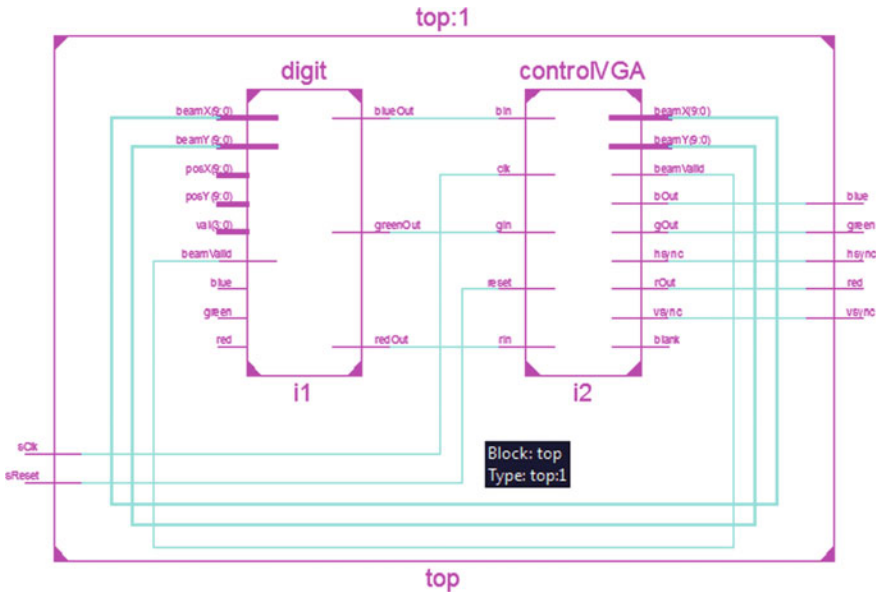 top:1
digit
controlVGA
beamX(9:0)
beamY(9:0)
posX(9:0)
posY(9:0)
val(3:0)
beamValid
blue
green
red
blueOut
greenOut
redOut
i1
bIn
clk
gIn
reset
rIn
beamX(9:0)
beamY(9:0)
beamValid
bOut
gOut
hsync
rOut
vsync
blank
i2
blue
green
hsync
red
vsync
sClk
sReset
Block: top
Type: top:1
top